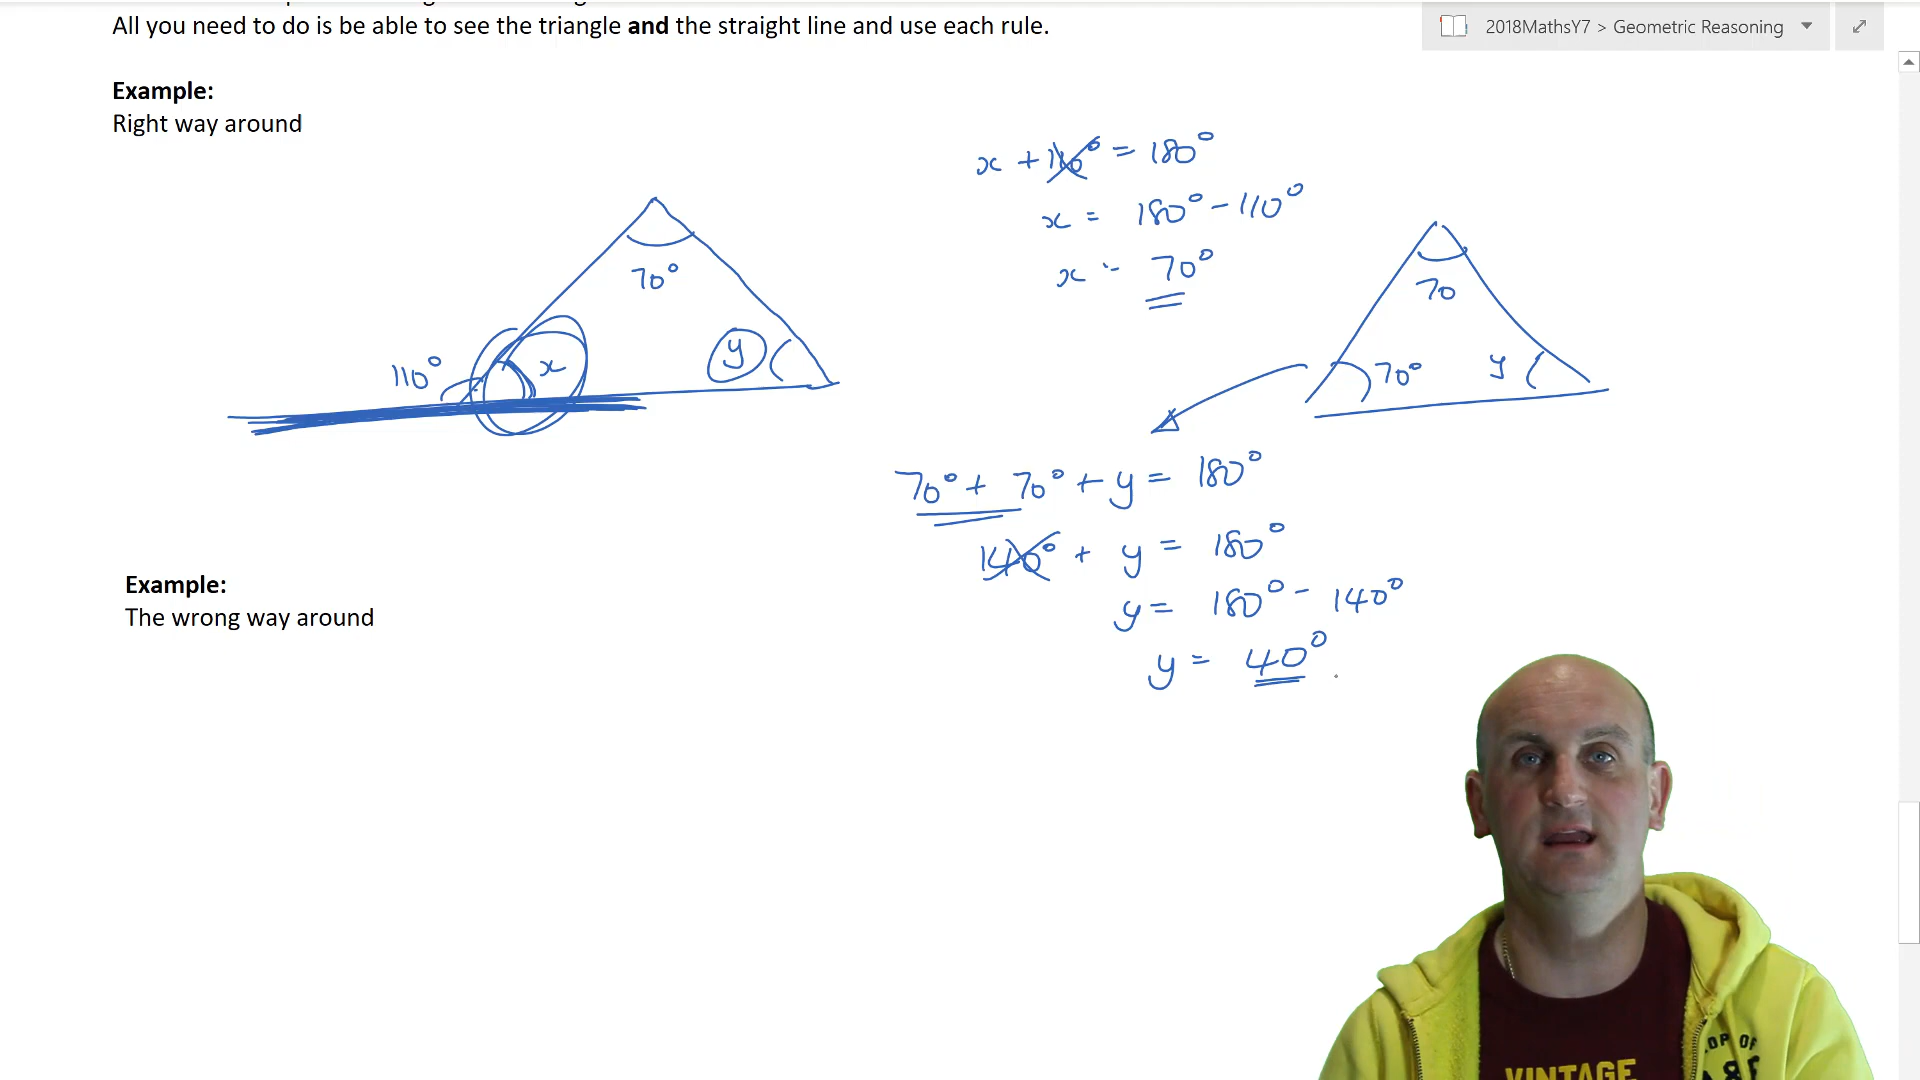 All you need to do is be able to see the triangle and the straight line and use each rule.
2018MathsY7 > Geometric Reasoning
Example:
Right way around
70°
110°
x
y
x + 110° = 180°
x = 180° - 110°
x = 70°
70
70°
y
70° + 70° + y = 180°
140° + y = 180°
y = 180° - 140°
y = 40°
Example:
The wrong way around
OP OF
VINTAGE